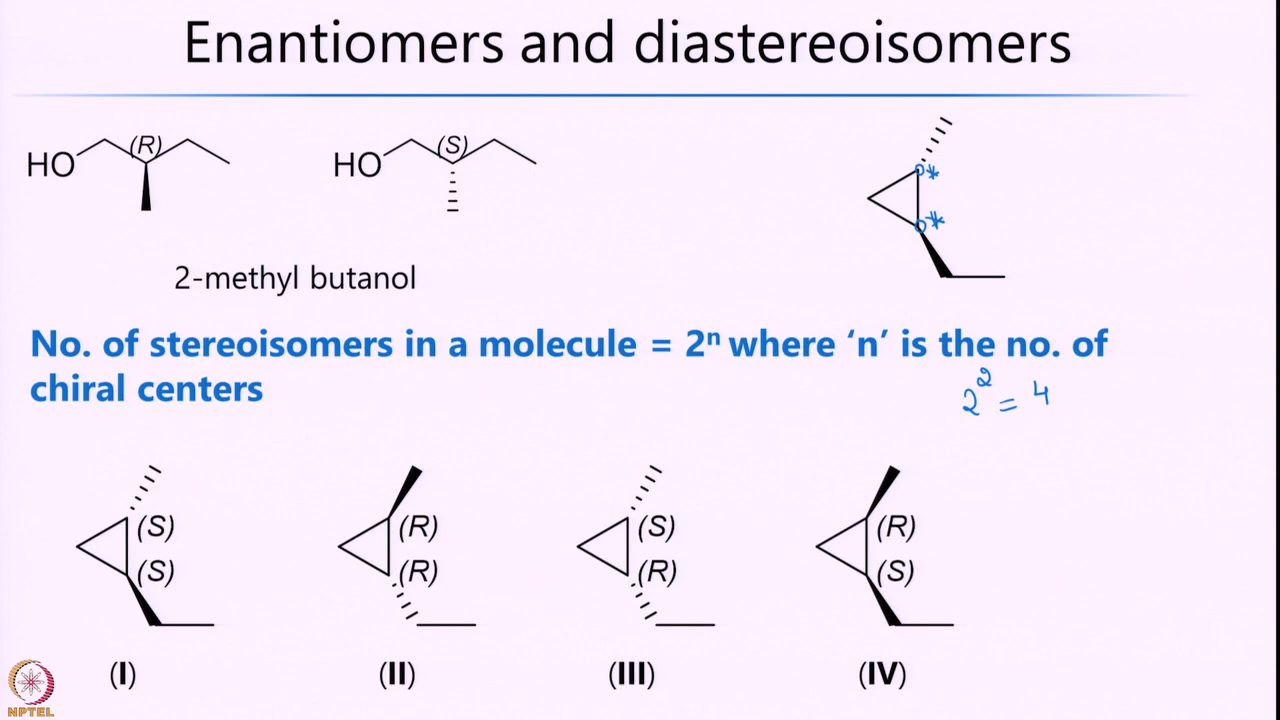 Enantiomers and diastereoisomers
HO (R) HO (S)
* *
2-methyl butanol
No. of stereoisomers in a molecule = 2ⁿ where ‘n’ is the no. of
chiral centers
2² = 4
(S) (R) (S) (R)
(S) (R) (R) (S)
(I) (II) (III) (IV)
NPTEL